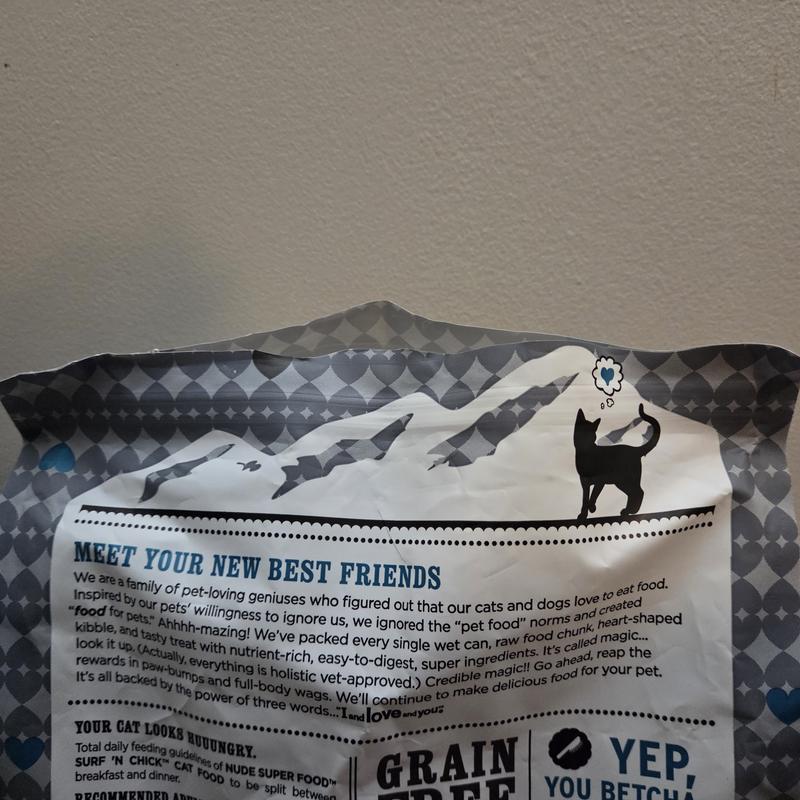 MEET YOUR NEW BEST FRIENDS
We are a family of pet-loving geniuses who figured out that our cats and dogs love to eat food.
Inspired by our pets' willingness to ignore us, we ignored the "pet food" norms and created
"food for pets." Ahhhh-mazing! We've packed every single wet can, raw food chunk, heart-shaped
kibble, and tasty treat with nutrient-rich, easy-to-digest, super ingredients. It's called magic...
look it up. (Actually, everything is holistic vet-approved.) Credible magic!! Go ahead, reap the
rewards in paw-bumps and full-body wags. We'll continue to make delicious food for your pet.
It's all backed by the power of three words..."I and love and you"
YOUR CAT LOOKS HUUUNGRY.
Total daily feeding guidelines of NUDE SUPER FOOD™
SURF 'N CHICK™ CAT FOOD to be split between
breakfast and dinner.
RECOMMENDED
GRAIN
FREE
YEP,
YOU BETCHA